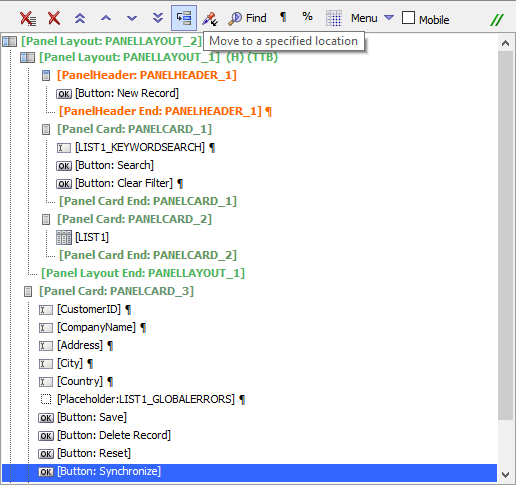 Find ¶ % Menu Mobile //
Move to a specified location
[Panel Layout: PANELLAYOUT_2]
[Panel Layout: PANELLAYOUT_1] (H) (TTB)
[PanelHeader: PANELHEADER_1]
OK [Button: New Record]
[PanelHeader End: PANELHEADER_1] ¶
[Panel Card: PANELCARD_1]
[LIST1_KEYWORDSEARCH] ¶
OK [Button: Search]
OK [Button: Clear Filter] ¶
[Panel Card End: PANELCARD_1]
[Panel Card: PANELCARD_2]
[LIST1]
[Panel Card End: PANELCARD_2]
[Panel Layout End: PANELLAYOUT_1]
[Panel Card: PANELCARD_3]
[CustomerID] ¶
[CompanyName] ¶
[Address] ¶
[City] ¶
[Country] ¶
[Placeholder:LIST1_GLOBALERRORS] ¶
OK [Button: Save]
OK [Button: Delete Record]
OK [Button: Reset]
OK [Button: Synchronize]